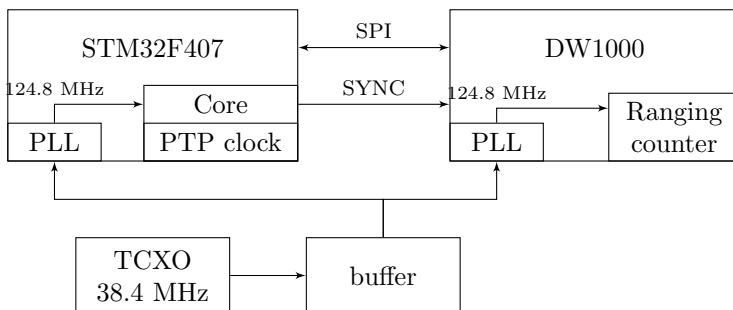 STM32F407
SPI
DW1000
124.8 MHz
Core
SYNC
124.8 MHz
Ranging
counter
PLL
PTP clock
PLL
TCXO
38.4 MHz
buffer